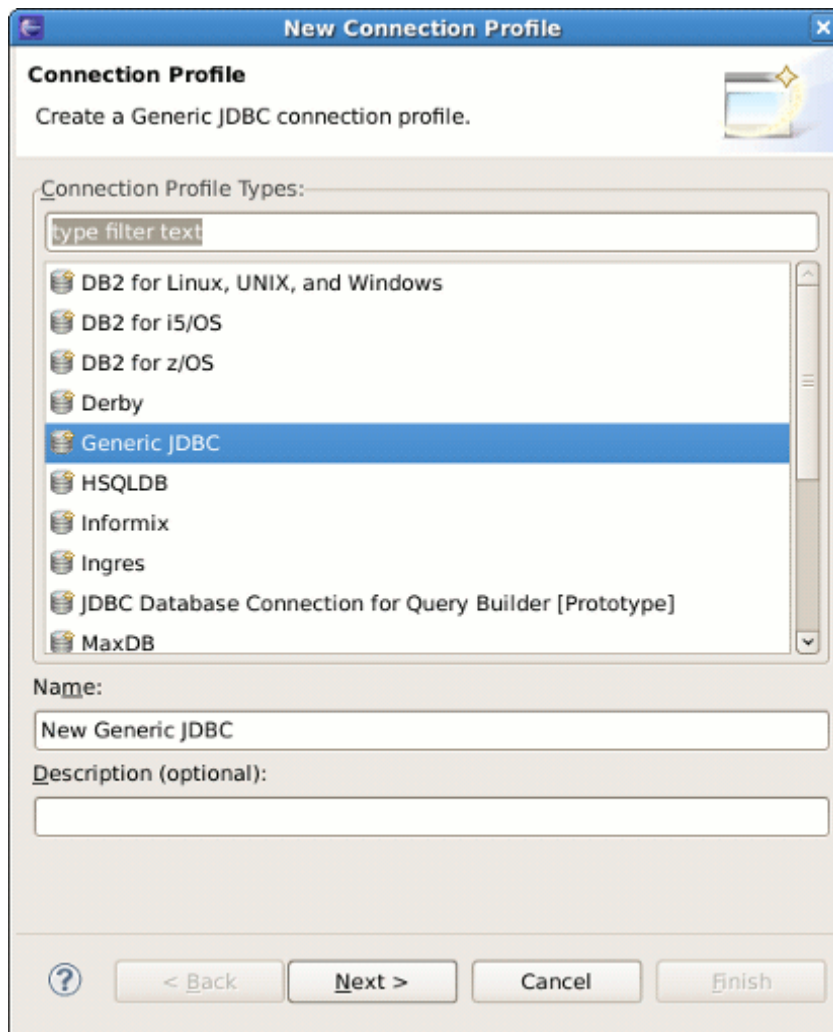 New Connection Profile
Connection Profile
Create a Generic JDBC connection profile.
Connection Profile Types:
type filter text
DB2 for Linux, UNIX, and Windows
DB2 for i5/OS
DB2 for z/OS
Derby
Generic JDBC
HSQLDB
Informix
Ingres
JDBC Database Connection for Query Builder [Prototype]
MaxDB
Name:
New Generic JDBC
Description (optional):
? < Back Next > Cancel Finish